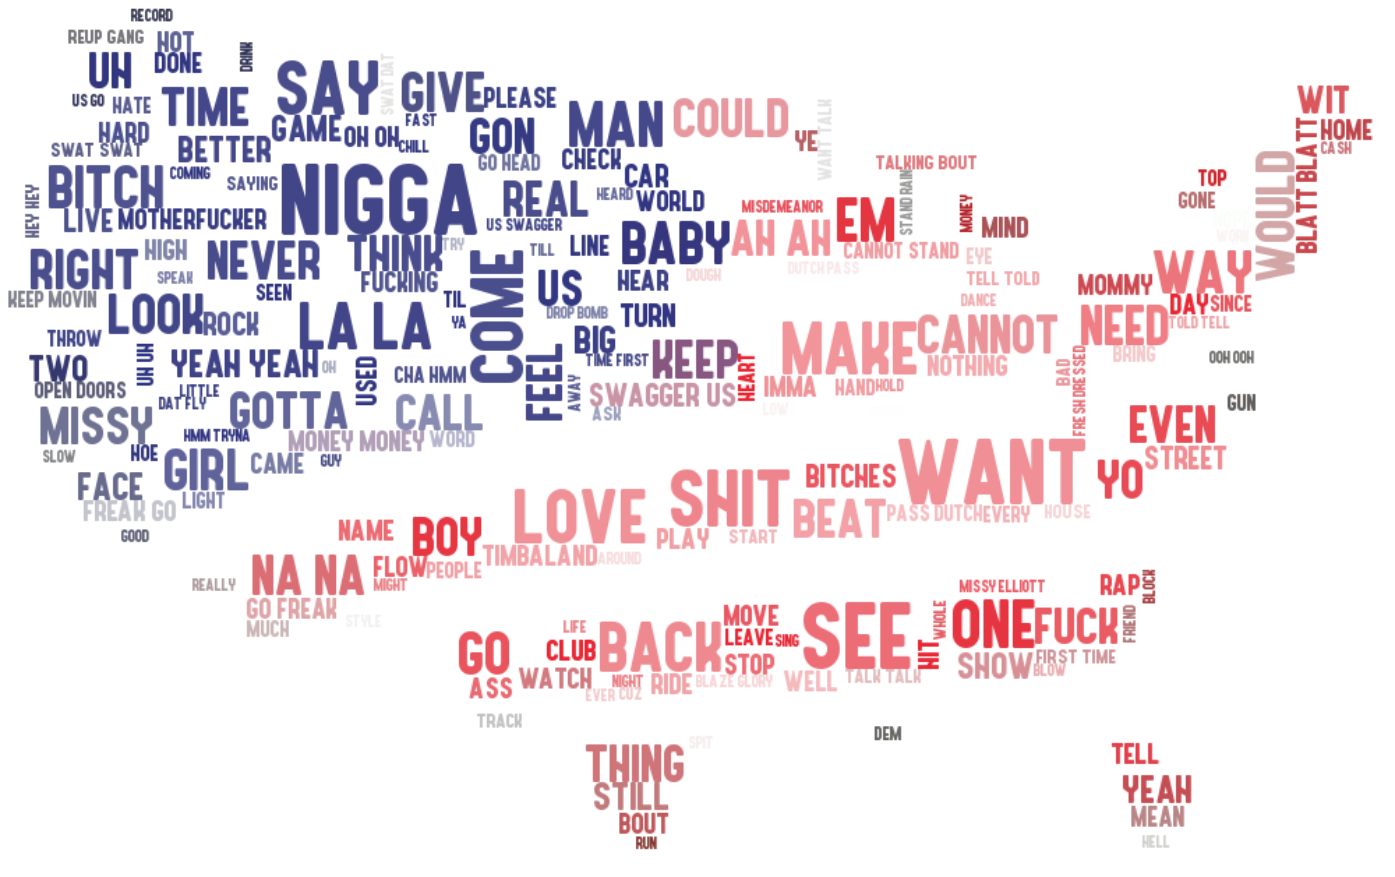 RECORD
REUP GANG
HOT
DRINK
UH
DONE
SAY
SWAT DAT
GIVE
PLEASE
US GO
HATE
TIME
FAST
MAN
COULD
WANT TALK
WIT
HARD
GAME
OH OH
CHILL
GON
YE
HOME
SWAT SWAT
BETTER
GO HEAD
CHECK
CASH
BLATT BLATT
WOULD
COMING
SAYING
NIGGA
CAR
TALKING BOUT
TOP
BITCH
REAL
HEARD
WORLD
STAND RAIN
GONE
HEY HEY
LIVE
MOTHERFUCKER
US SWAGGER
MISDEMEANOR
EM
MONEY
MIND
WORK
RIGHT
HIGH
NEVER
THINK
TRY
TILL
LINE
BABY
AH AH
CANNOT STAND
EYE
SPEAK
FUCKING
COME
US
HEAR
DOUGH
DUTCH PASS
TELL TOLD
MOMMY
WAY
KEEP MOVIN
SEEN
TIL
DANCE
DAY
SINCE
LOOK
ROCK
LA LA
YA
DROP BOMB
TURN
MAKE
CANNOT
NEED
TOLD TELL
THROW
BIG
KEEP
NOTHING
BRING
OOH OOH
TWO
UH UH
YEAH YEAH
OH
USED
CHA HMM
FEEL
TIME FIRST
HEART
BAD
OPEN DOORS
LITTLE
AWAY
SWAGGER US
IMMA
HAND
HOLD
FRESH DRESSED
DAT FLY
GOTTA
CALL
ASK
LOW
GUN
MISSY
HMM TRYNA
MONEY MONEY
WORD
EVEN
SLOW
HOE
GIRL
CAME
GUY
BITCHES
WANT
STREET
FACE
LIGHT
SHIT
YO
FREAK GO
LOVE
BEAT
PASS DUTCH
EVERY
HOUSE
GOOD
NAME
BOY
PLAY
START
TIMBALAND
AROUND
REALLY
NA NA
FLOW
PEOPLE
MIGHT
MISSY ELLIOTT
RAP
BLOCK
GO FREAK
STYLE
MOVE
SEE
WHOLE
ONE
FUCK
FRIEND
MUCH
LIFE
BACK
LEAVE
SING
HIT
GO
CLUB
STOP
SHOW
FIRST TIME
ASS
WATCH
NIGHT
RIDE
BLAZE GLORY
WELL
TALK TALK
BLOW
EVER
CUZ
TRACK
DEM
SPIT
THING
TELL
STILL
YEAH
BOUT
MEAN
RUN
HELL